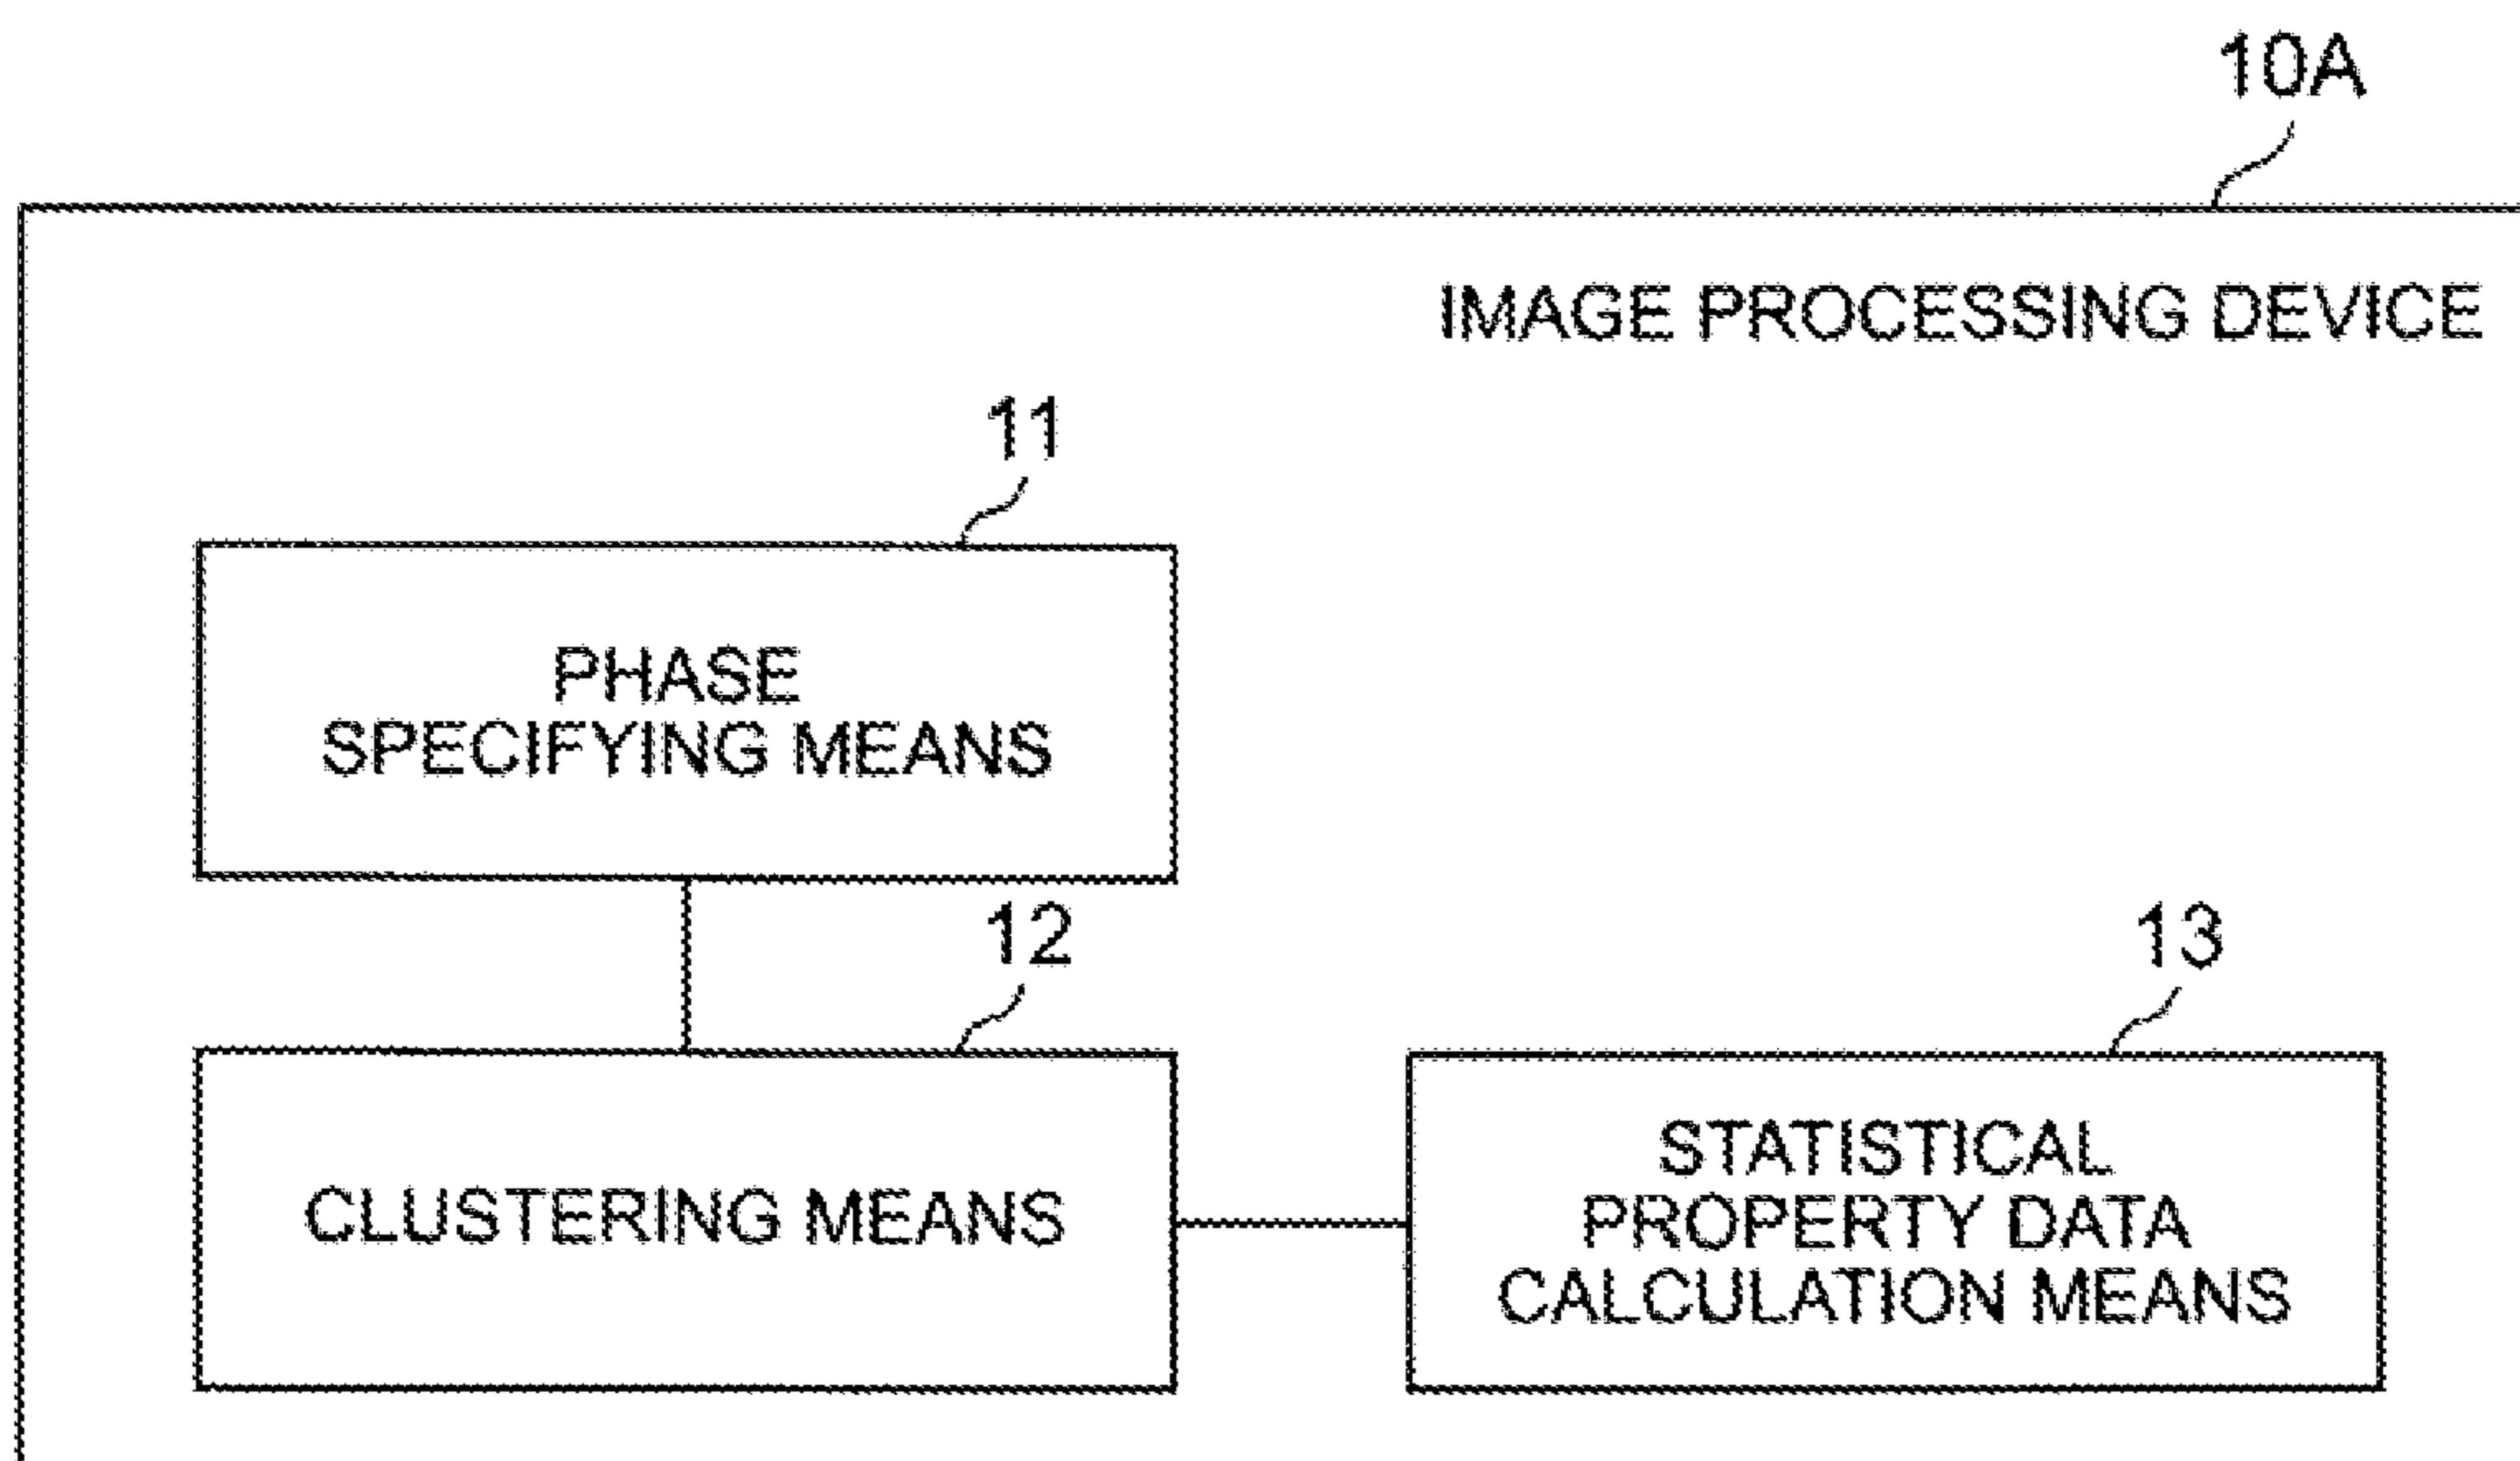 10A
IMAGE PROCESSING DEVICE
11
PHASE
SPECIFYING MEANS
12
CLUSTERING MEANS
13
STATISTICAL
PROPERTY DATA
CALCULATION MEANS